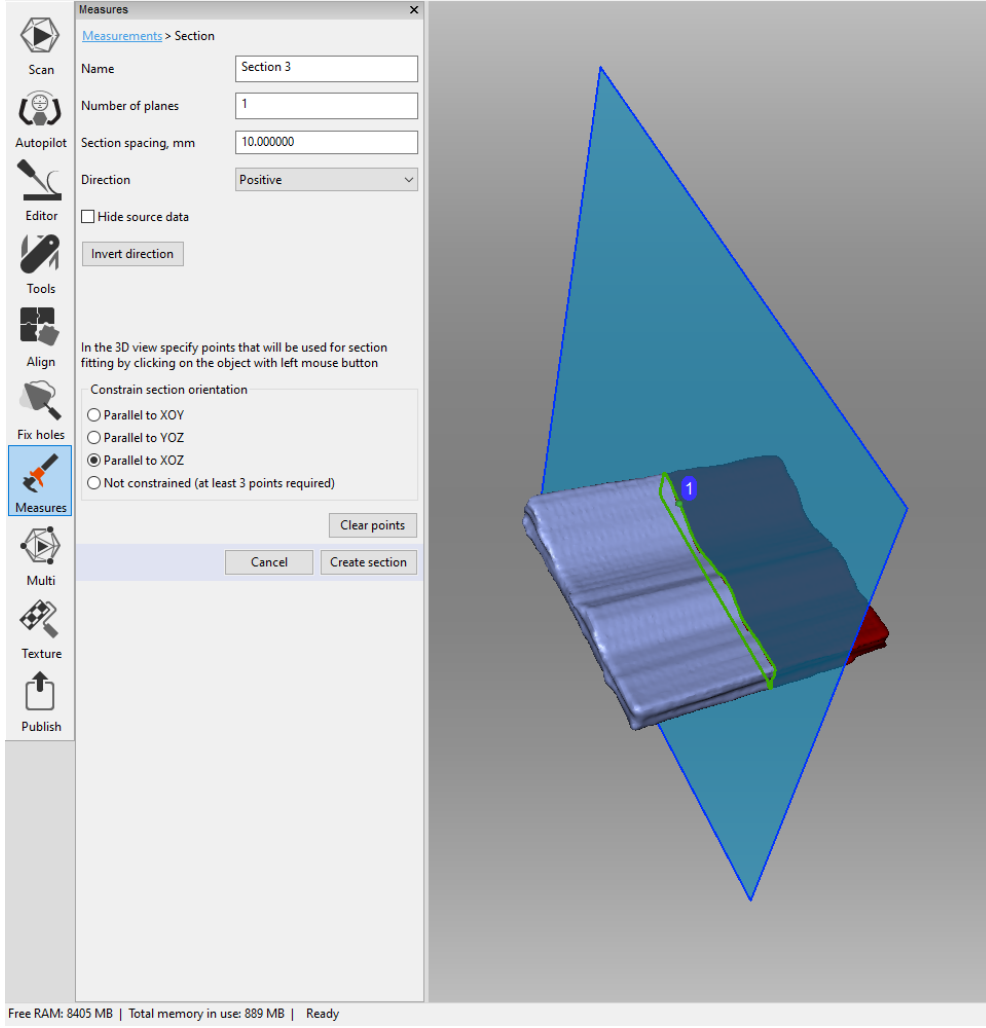 Measures
Measurements > Section
Scan
Name
Section 3
Number of planes
1
Autopilot
Section spacing, mm
10.000000
Direction
Positive
Editor
Hide source data
Invert direction
Tools
In the 3D view specify points that will be used for section
fitting by clicking on the object with left mouse button
Align
Constrain section orientation
Parallel to XOY
Fix holes
Parallel to YOZ
Parallel to XOZ
Not constrained (at least 3 points required)
1
Measures
Clear points
Cancel
Create section
Multi
Texture
Publish
Free RAM: 8405 MB | Total memory in use: 889 MB | Ready